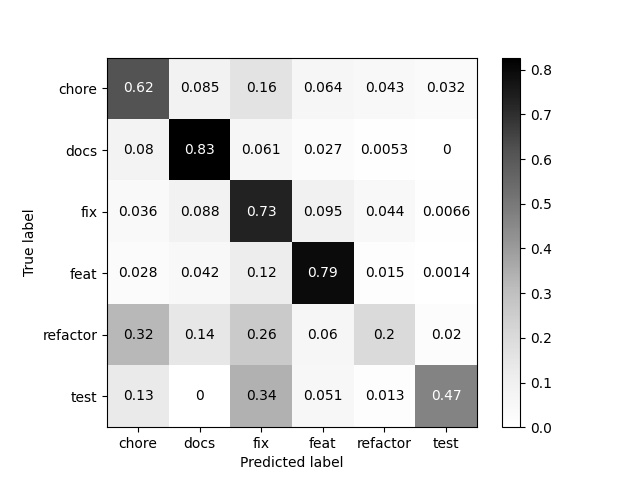 chore 0.62 0.085 0.16 0.064 0.043 0.032
docs 0.08 0.83 0.061 0.027 0.0053 0
fix 0.036 0.088 0.73 0.095 0.044 0.0066
feat 0.028 0.042 0.12 0.79 0.015 0.0014
refactor 0.32 0.14 0.26 0.06 0.2 0.02
test 0.13 0 0.34 0.051 0.013 0.47
chore docs fix feat refactor test
Predicted label
True label
0.8
0.7
0.6
0.5
0.4
0.3
0.2
0.1
0.0